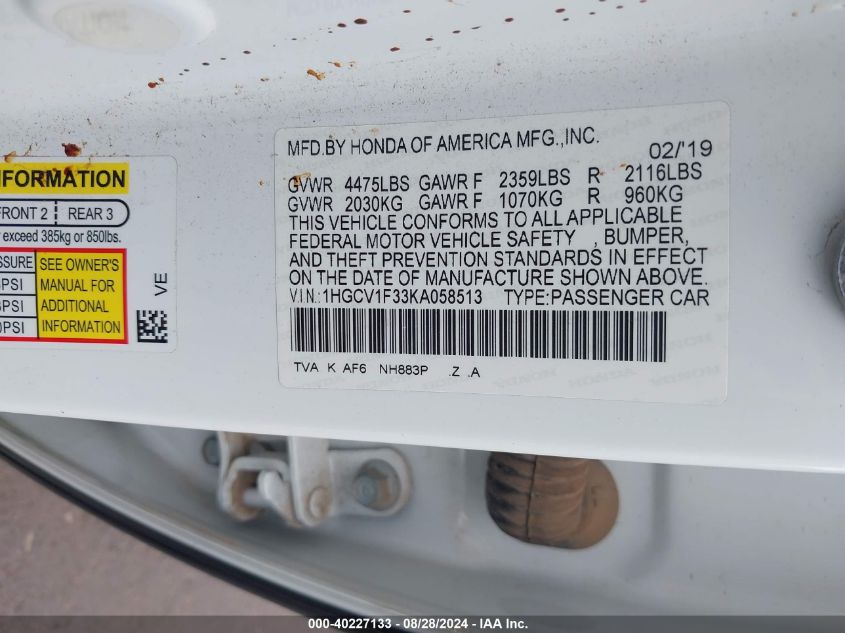 MFD.BY HONDA OF AMERICA MFG.,INC. 02/'19
GVWR 4475LBS GAWR F 2359LBS R 2116LBS
GVWR 2030KG GAWR F 1070KG R 960KG
THIS VEHICLE CONFORMS TO ALL APPLICABLE
FEDERAL MOTOR VEHICLE SAFETY , BUMPER,
AND THEFT PREVENTION STANDARDS IN EFFECT
ON THE DATE OF MANUFACTURE SHOWN ABOVE.
VIN:1HGCV1F33KA058513 TYPE:PASSENGER CAR
TVA K AF6 NH883P .Z .A
FRONT 2 REAR 3
exceed 385kg or 850lbs.
SEE OWNER'S
MANUAL FOR
ADDITIONAL
INFORMATION
PSI
PSI
PSI
VE
000-40227133 - 08/28/2024 - IAA Inc.